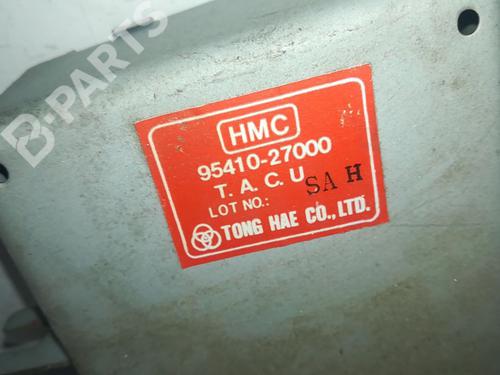 B-PARTS
HMC
95410-27000
T. A. C. U
LOT NO.: SA H
TONG HAE CO., LTD.